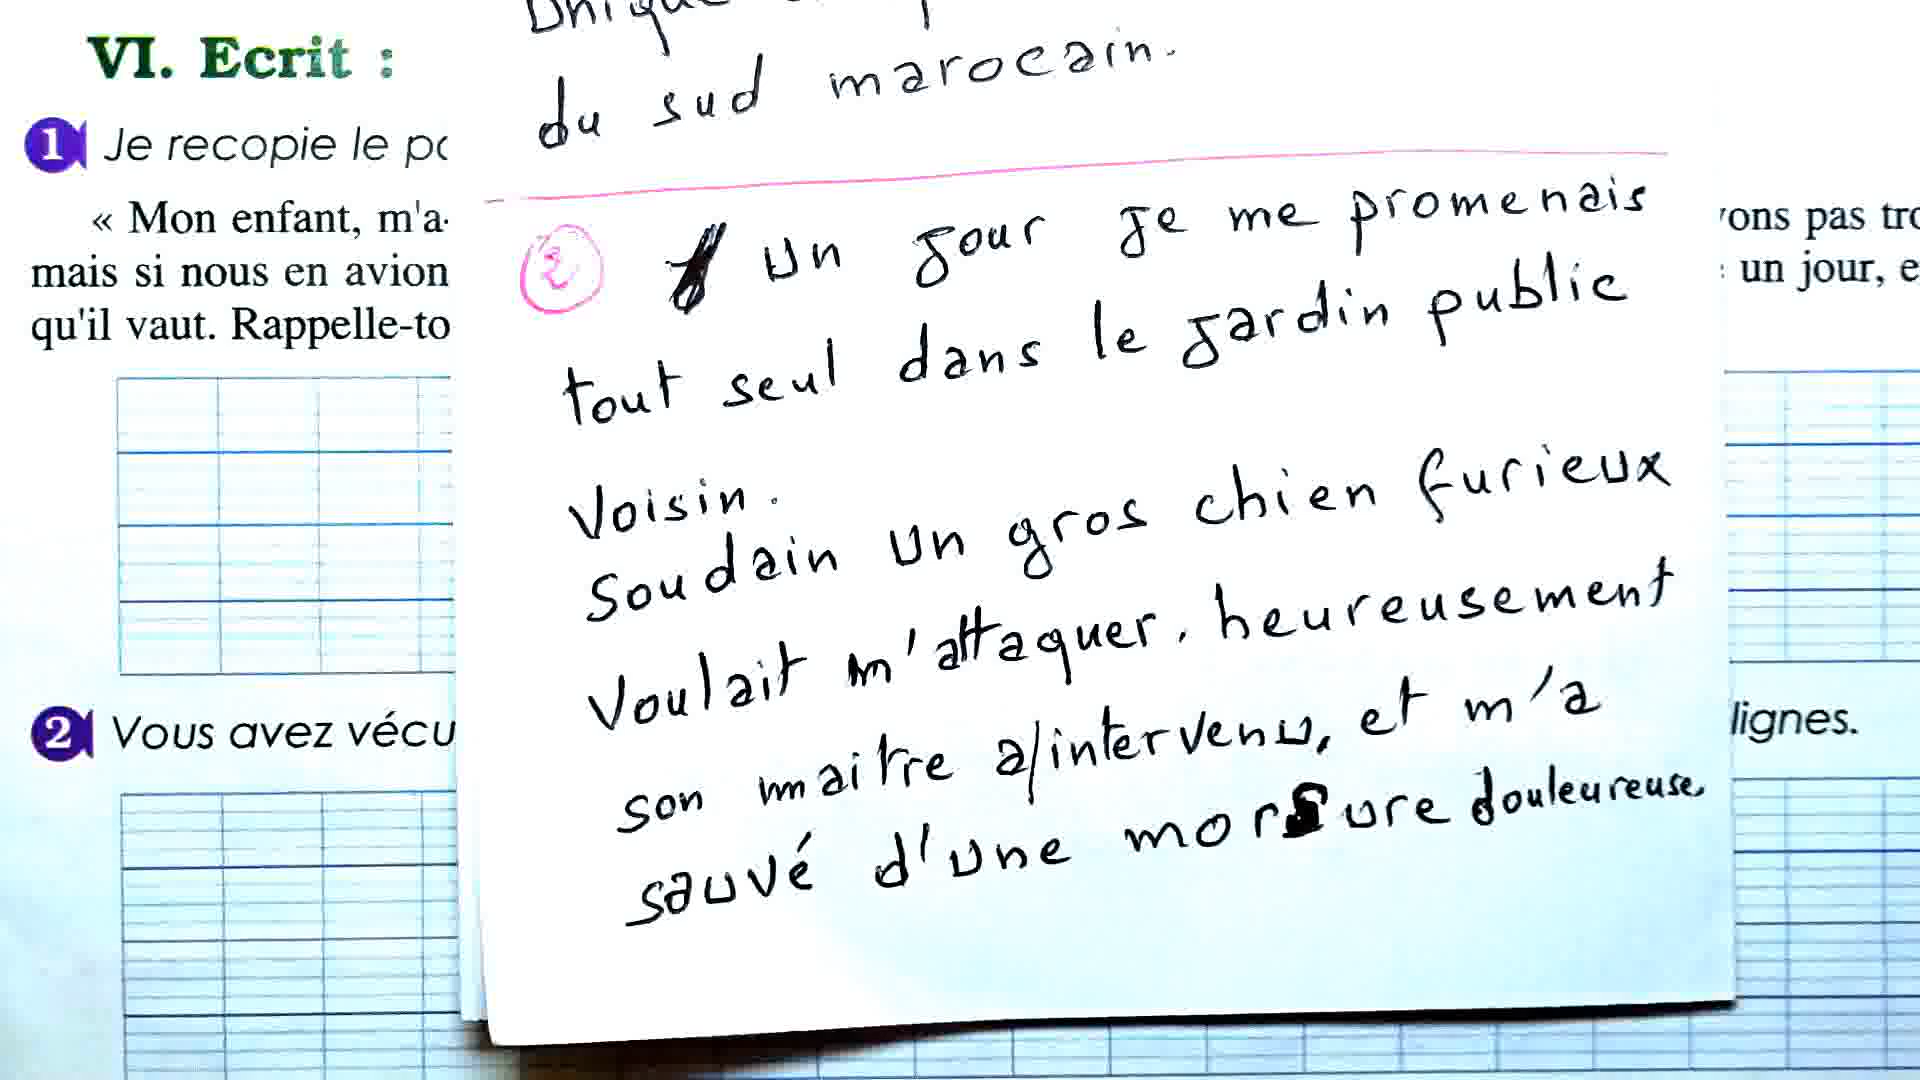 VI. Ecrit :
1 Je recopie le
« Mon enfant, m'a
mais si nous en avion
qu'il vaut. Rappelle-to
2 Vous avez vécu
du sud marocain.
2 Un jour je me promenais
tout seul dans le jardin public
voisin.
Soudain un gros chien furieux
voulait m'attaquer, heureusement
son maitre a/intervenu, et m'a
sauvé d'une morsure douleureuse.
vons pas tro
: un jour, e
lignes.